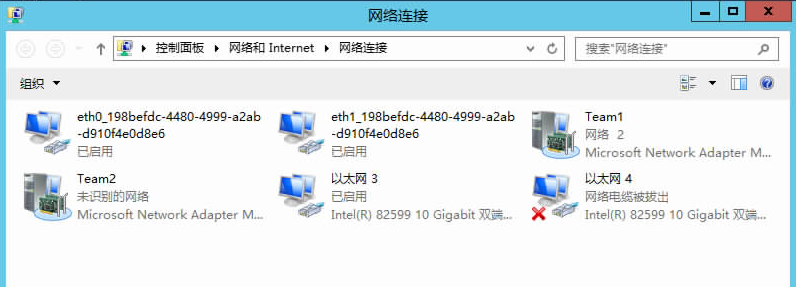 网络连接
控制面板 网络和 Internet 网络连接
搜索"网络连接"
组织
eth0_198befdc-4480-4999-a2ab
-d910f4e0d8e6
已启用
eth1_198befdc-4480-4999-a2ab
-d910f4e0d8e6
已启用
Team1
网络 2
Microsoft Network Adapter M...
Team2
未识别的网络
Microsoft Network Adapter M...
以太网 3
已启用
Intel(R) 82599 10 Gigabit 双端...
以太网 4
网络电缆被拔出
Intel(R) 82599 10 Gigabit 双端...